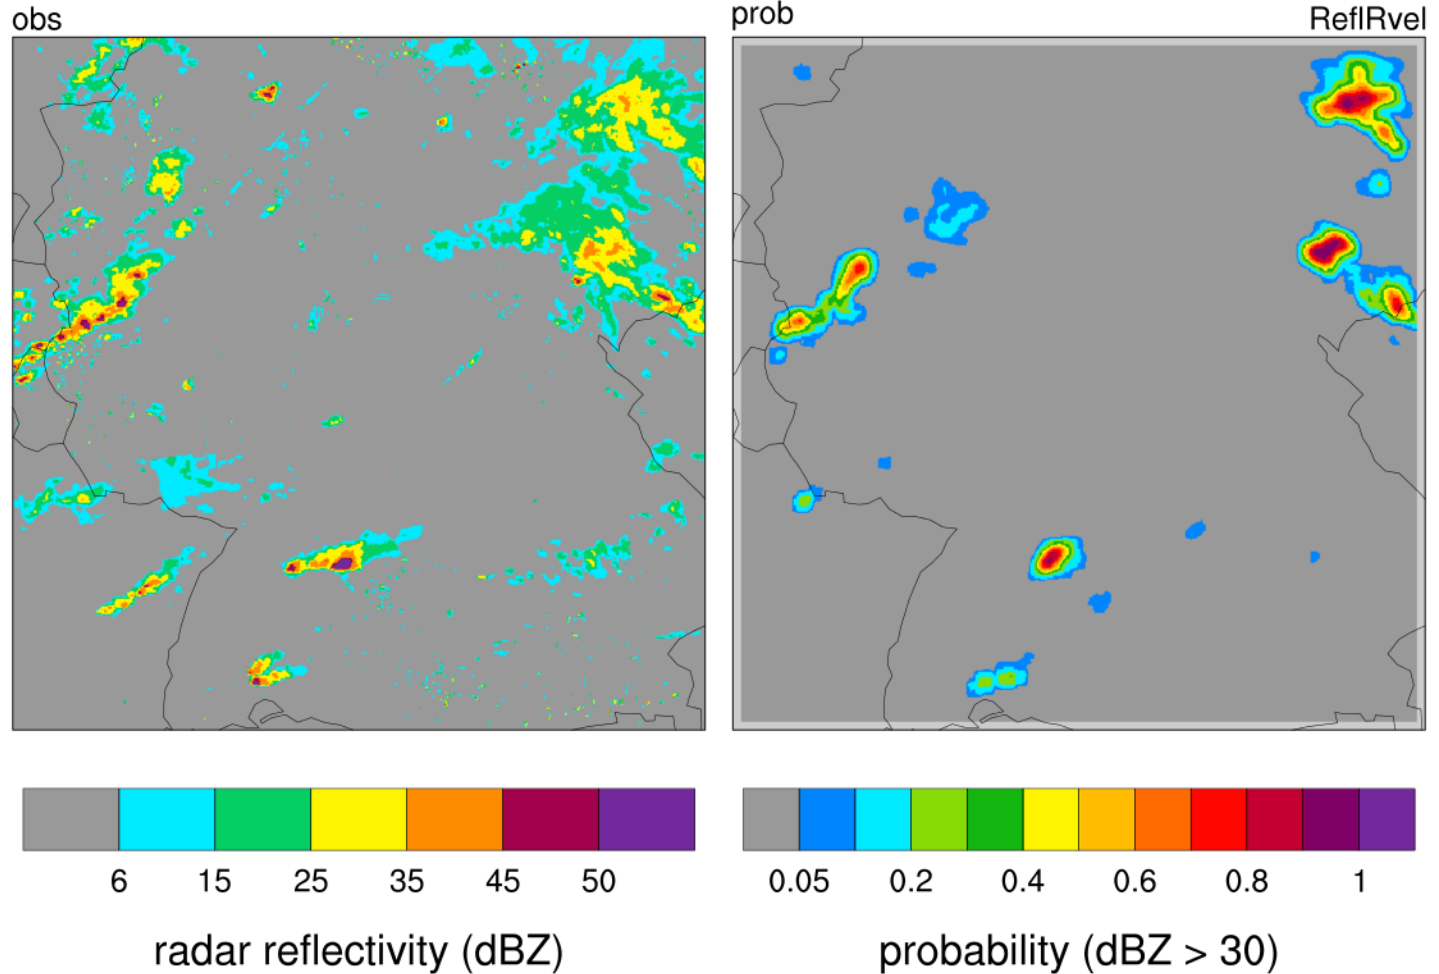 obs
prob
ReflRvel
6 15 25 35 45 50
0.05 0.2 0.4 0.6 0.8 1
radar reflectivity (dBZ)
probability (dBZ > 30)